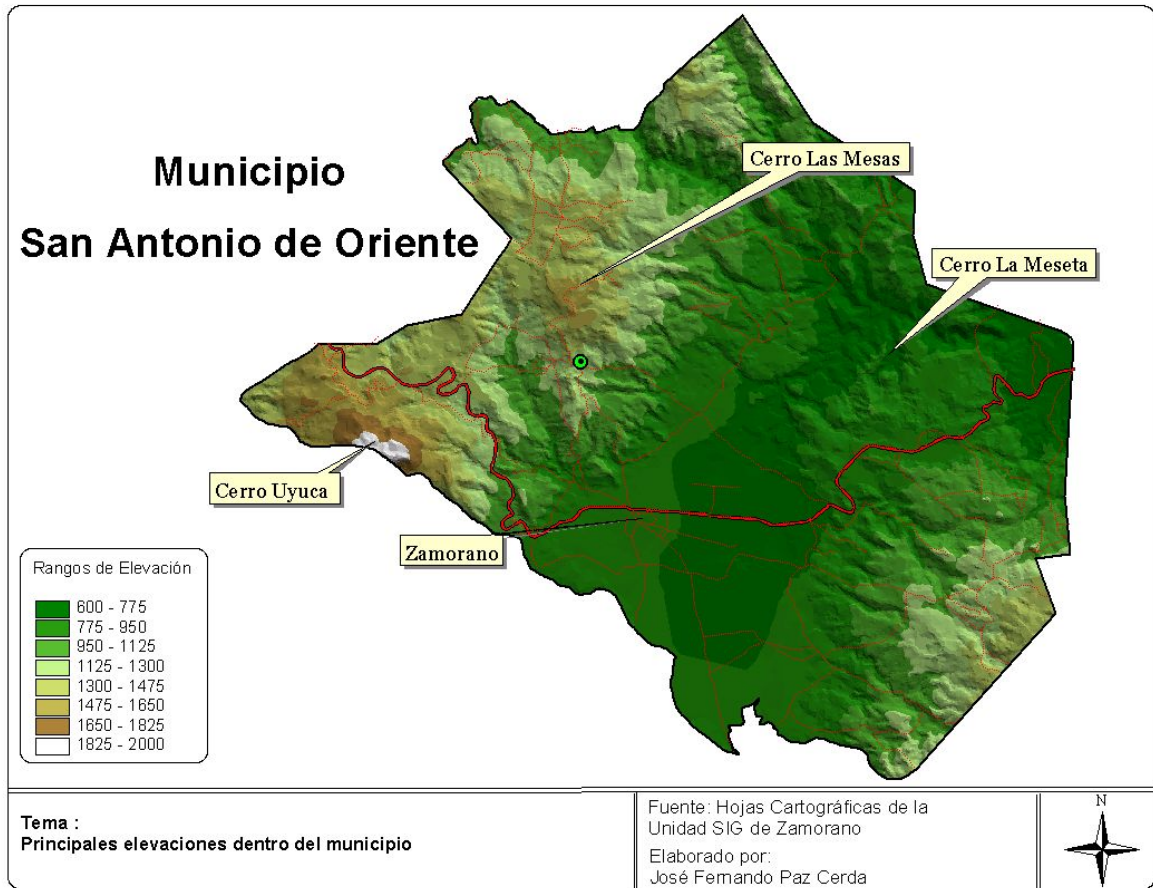 Municipio
San Antonio de Oriente
Cerro Las Mesas
Cerro La Meseta
Cerro Uyuca
Zamorano
Rangos de Elevación
600 - 775
775 - 950
950 - 1125
1125 - 1300
1300 - 1475
1475 - 1650
1650 - 1825
1825 - 2000
Tema :
Principales elevaciones dentro del municipio
Fuente: Hojas Cartográficas de la
Unidad SIG de Zamorano
Elaborado por:
José Fernando Paz Cerda
N